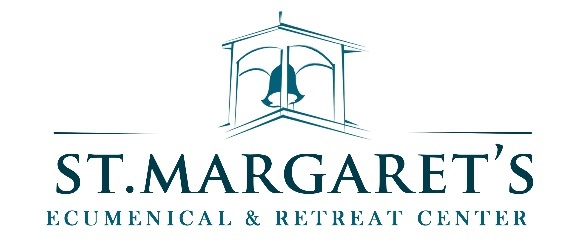 ST.MARGARET'S
ECUMENICAL & RETREAT CENTER